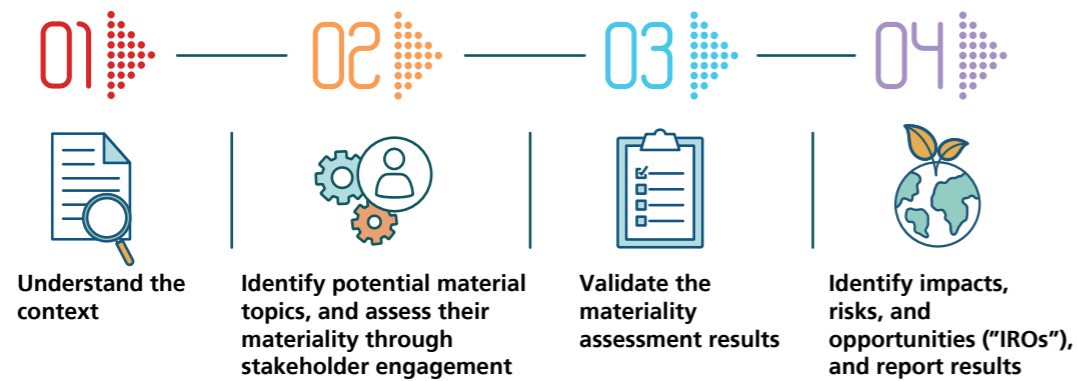 01
02
03
04
Understand the
context
Identify potential material
topics, and assess their
materiality through
stakeholder engagement
Validate the
materiality
assessment results
Identify impacts,
risks, and
opportunities (”IROs”),
and report results